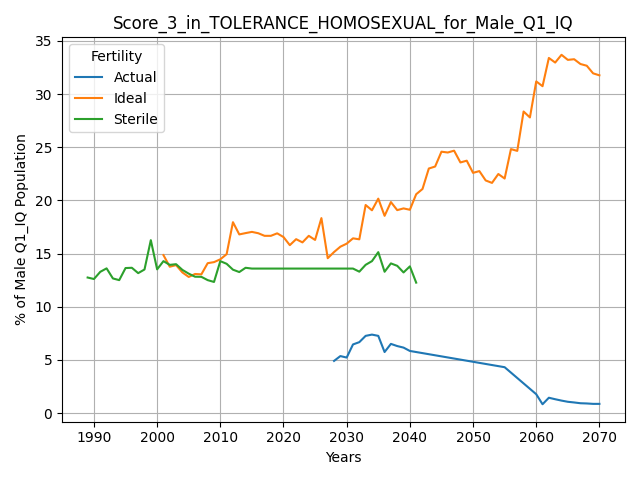 Score_3_in_TOLERANCE_HOMOSEXUAL_for_Male_Q1_IQ
Fertility
Actual
Ideal
Sterile
% of Male Q1_IQ Population
35
30
25
20
15
10
5
0
1990 2000 2010 2020 2030 2040 2050 2060 2070
Years